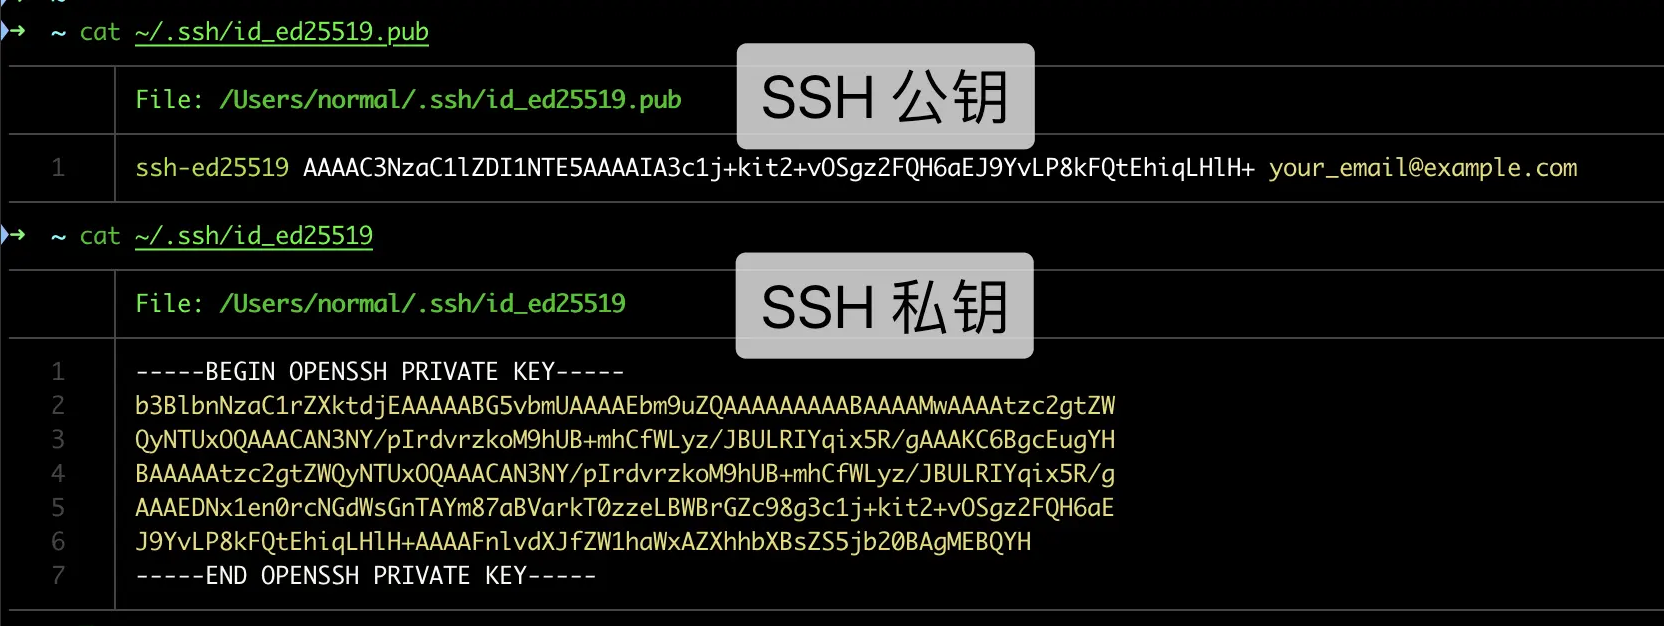 ~ cat ~/.ssh/id_ed25519.pub
File: /Users/normal/.ssh/id_ed25519.pub
SSH 公钥
1 ssh-ed25519 AAAAC3NzaC1lZDI1NTE5AAAAIA3c1j+kit2+vOSgz2FQH6aEJ9YvLP8kFQtEhiqLHlH+ your_email@example.com
~ cat ~/.ssh/id_ed25519
File: /Users/normal/.ssh/id_ed25519
SSH 私钥
1 -----BEGIN OPENSSH PRIVATE KEY-----
2 b3BlbnNzaC1rZXktdjEAAAAABG5vbmUAAAAEbm9uZQAAAAAAAAABAAAAMwAAAAtzc2gtZW
3 QyNTUxOQAAACAN3NY/pIrdvrzkoM9hUB+mhCfWLyz/JBULRIYqix5R/gAAAKC6BgcEugYH
4 BAAAAAtzc2gtZWQyNTUxOQAAACAN3NY/pIrdvrzkoM9hUB+mhCfWLyz/JBULRIYqix5R/g
5 AAAEDNx1en0rcNGdWsGnTAYm87aBVarkT0zzeLBWBrGZc98g3c1j+kit2+vOSgz2FQH6aE
6 J9YvLP8kFQtEhiqLHlH+AAAAFnlvdXJfZW1haWxAZXhhbXBsZS5jb20BAgMEBQYH
7 -----END OPENSSH PRIVATE KEY-----